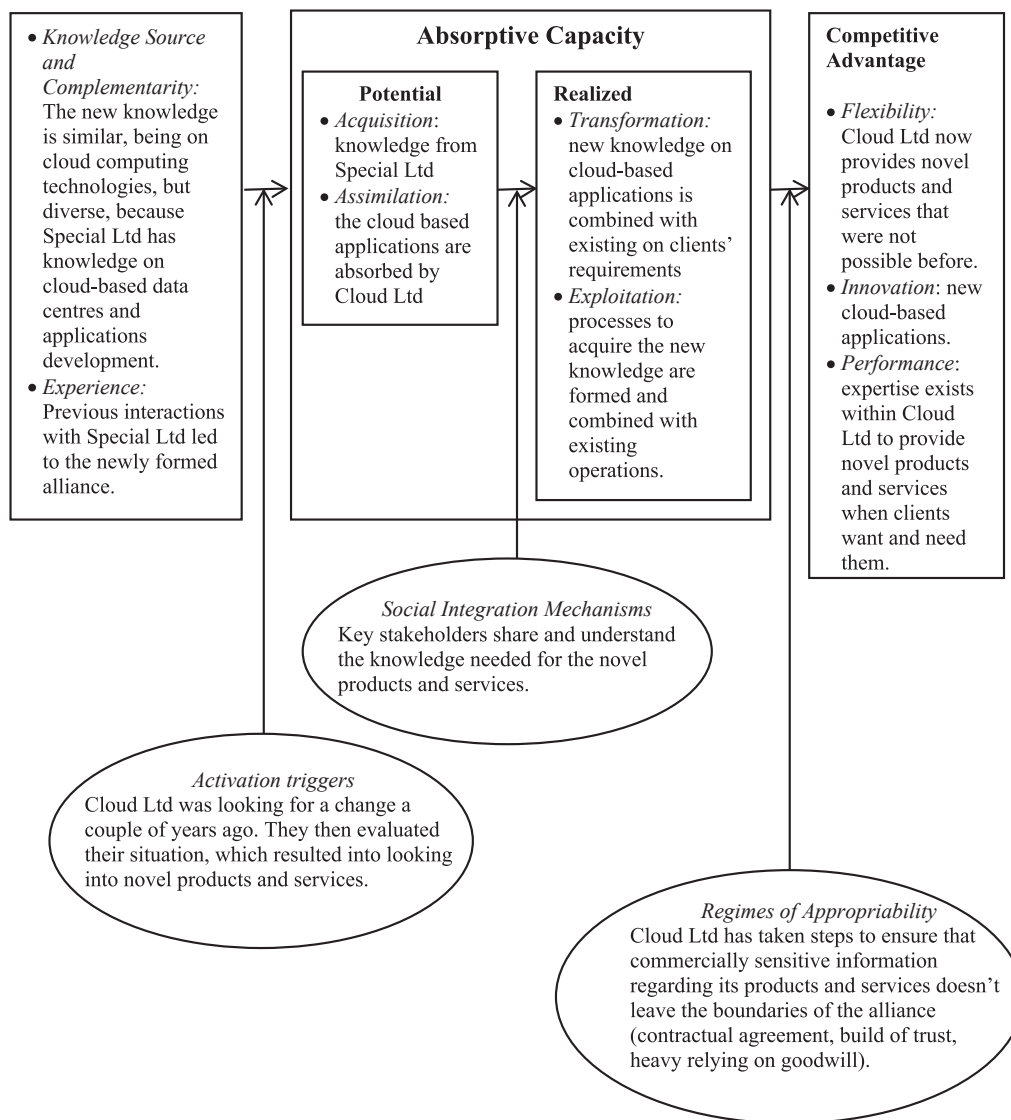 • Knowledge Source
and
Complementarity:
The new knowledge
is similar, being on
cloud computing
technologies, but
diverse, because
Special Ltd has
knowledge on
cloud-based data
centres and
applications
development.
• Experience:
Previous interactions
with Special Ltd led
to the newly formed
alliance.
Absorptive Capacity
Potential
• Acquisition:
knowledge from
Special Ltd
• Assimilation:
the cloud based
applications are
absorbed by
Cloud Ltd
Realized
• Transformation:
new knowledge on
cloud-based
applications is
combined with
existing on clients’
requirements
• Exploitation:
processes to
acquire the new
knowledge are
formed and
combined with
existing
operations.
Competitive
Advantage
• Flexibility:
Cloud Ltd now
provides novel
products and
services that
were not
possible before.
• Innovation: new
cloud-based
applications.
• Performance:
expertise exists
within Cloud
Ltd to provide
novel products
and services
when clients
want and need
them.
Social Integration Mechanisms
Key stakeholders share and understand
the knowledge needed for the novel
products and services.
Activation triggers
Cloud Ltd was looking for a change a
couple of years ago. They then evaluated
their situation, which resulted into looking
into novel products and services.
Regimes of Appropriability
Cloud Ltd has taken steps to ensure that
commercially sensitive information
regarding its products and services doesn’t
leave the boundaries of the alliance
(contractual agreement, build of trust,
heavy relying on goodwill).